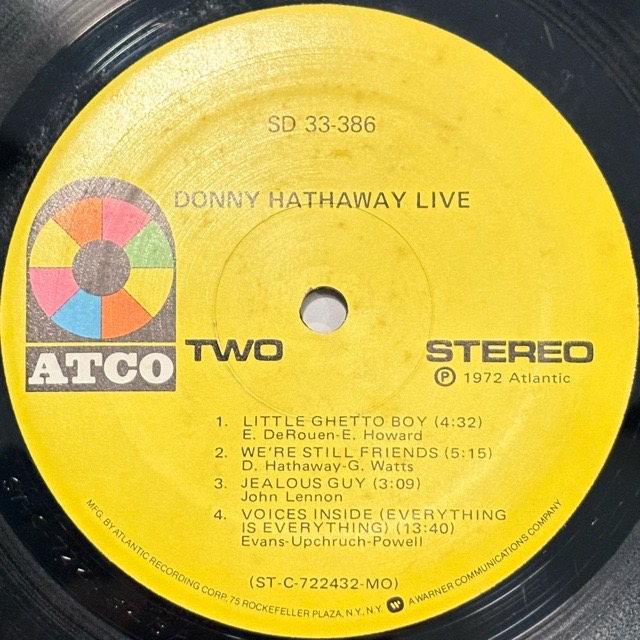 SD 33-386
DONNY HATHAWAY LIVE
ATCO
TWO
STEREO
Ⓟ 1972 Atlantic
1. LITTLE GHETTO BOY (4:32)
E. DeRouen-E. Howard
2. WE'RE STILL FRIENDS (5:15)
D. Hathaway-G. Watts
3. JEALOUS GUY (3:09)
John Lennon
4. VOICES INSIDE (EVERYTHING
IS EVERYTHING) (13:40)
Evans-Upchruch-Powell
(ST-C-722432-MO)
MFG. BY ATLANTIC RECORDING CORP., 75 ROCKEFELLER PLAZA, N.Y., N.Y. W A WARNER COMMUNICATIONS COMPANY